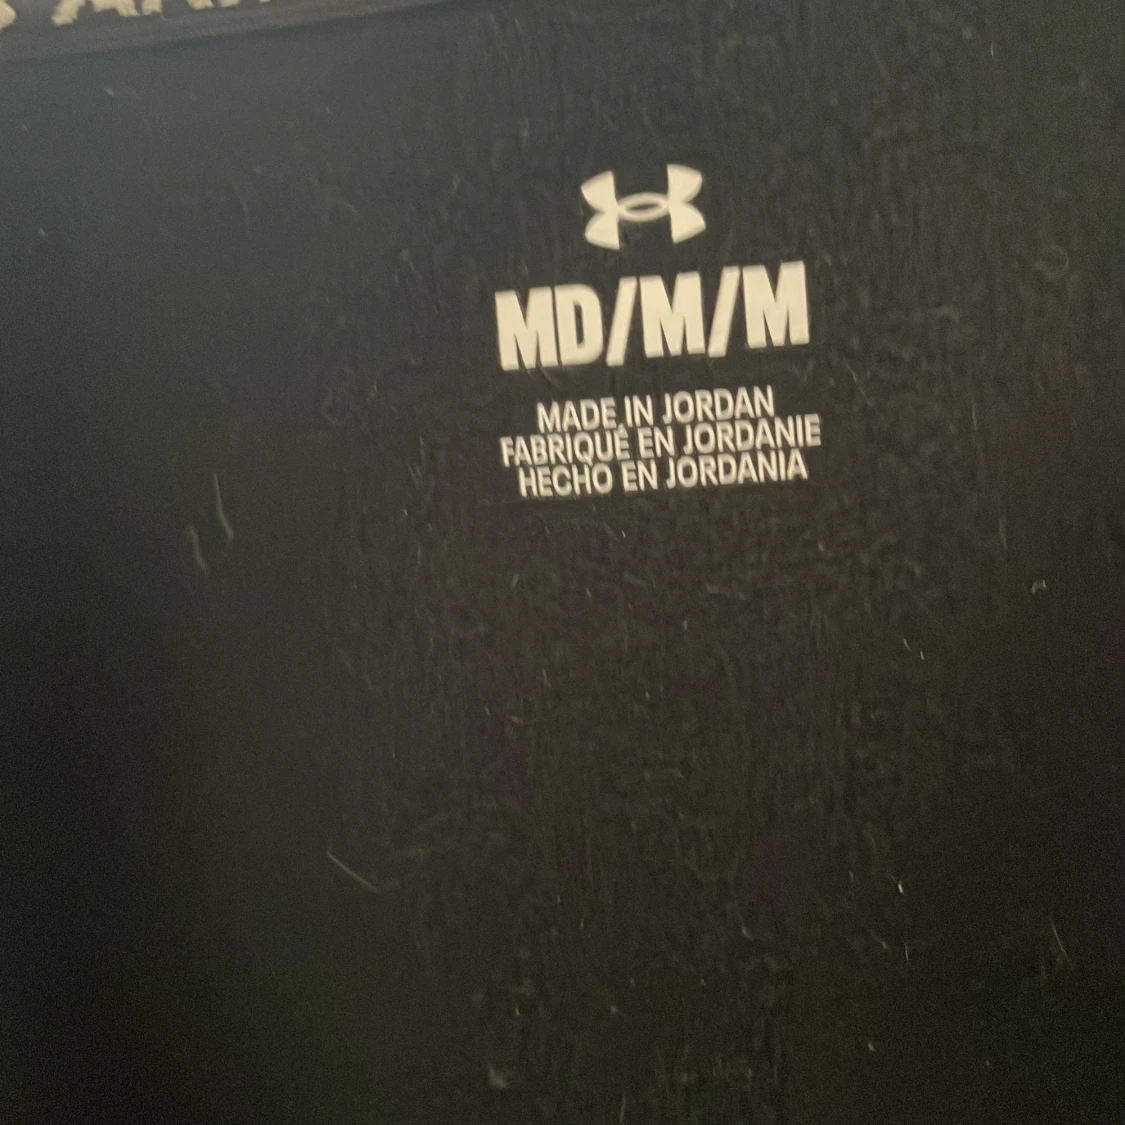 MD/M/M
MADE IN JORDAN
FABRIQUÉ EN JORDANIE
HECHO EN JORDANIA